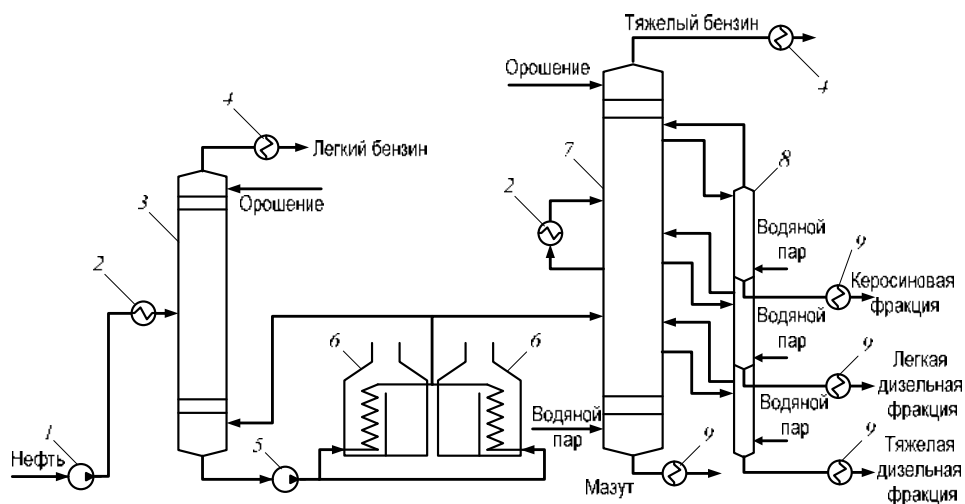 Тяжелый бензин
4
Орошение
4
Легкий бензин
Орошение
3
2
1
Нефть
5
6
6
7
2
8
Водяной
пар
9
Керосиновая
фракция
Водяной
пар
9
Легкая
дизельная
фракция
Водяной
пар
9
Тяжелая
дизельная
фракция
Водяной
пар
9
Мазут